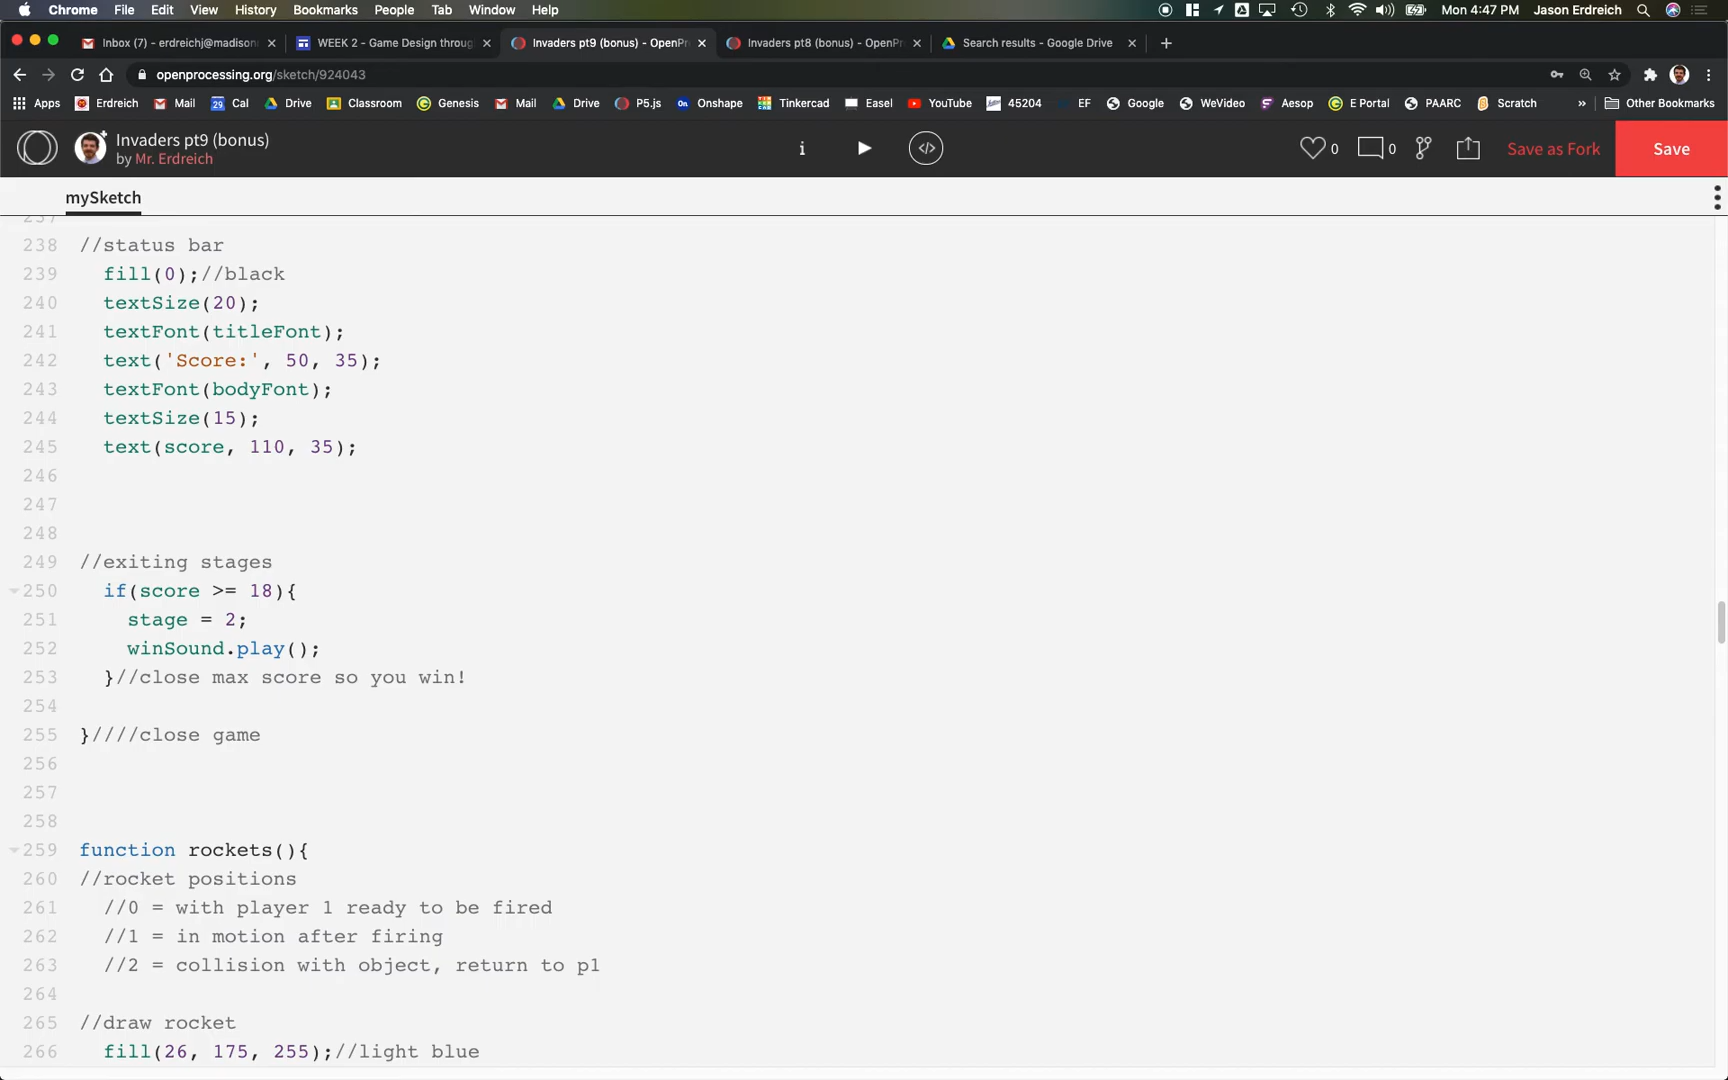 Chrome File Edit View History Bookmarks People Tab Window Help Mon 4:47 PM Jason Erdreich
Inbox (7) - erdreichj@madison WEEK 2 - Game Design throug Invaders pt9 (bonus) - OpenPr Invaders pt8 (bonus) - OpenPr Search results - Google Drive
openprocessing.org/sketch/924043
Apps Erdreich Mail Cal Drive Classroom Genesis Mail Drive P5.js Onshape Tinkercad Easel YouTube 45204 EF Google WeVideo Aesop E Portal PAARC Scratch » Other Bookmarks
Invaders pt9 (bonus)
by Mr. Erdreich
i </> 0 0 Save as Fork Save
mySketch
237
238 //status bar
239 fill(0);//black
240 textSize(20);
241 textFont(titleFont);
242 text('Score:', 50, 35);
243 textFont(bodyFont);
244 textSize(15);
245 text(score, 110, 35);
246
247
248
249 //exiting stages
250 if(score >= 18){
251 stage = 2;
252 winSound.play();
253 }//close max score so you win!
254
255 }////close game
256
257
258
259 function rockets(){
260 //rocket positions
261 //0 = with player 1 ready to be fired
262 //1 = in motion after firing
263 //2 = collision with object, return to p1
264
265 //draw rocket
266 fill(26, 175, 255);//light blue